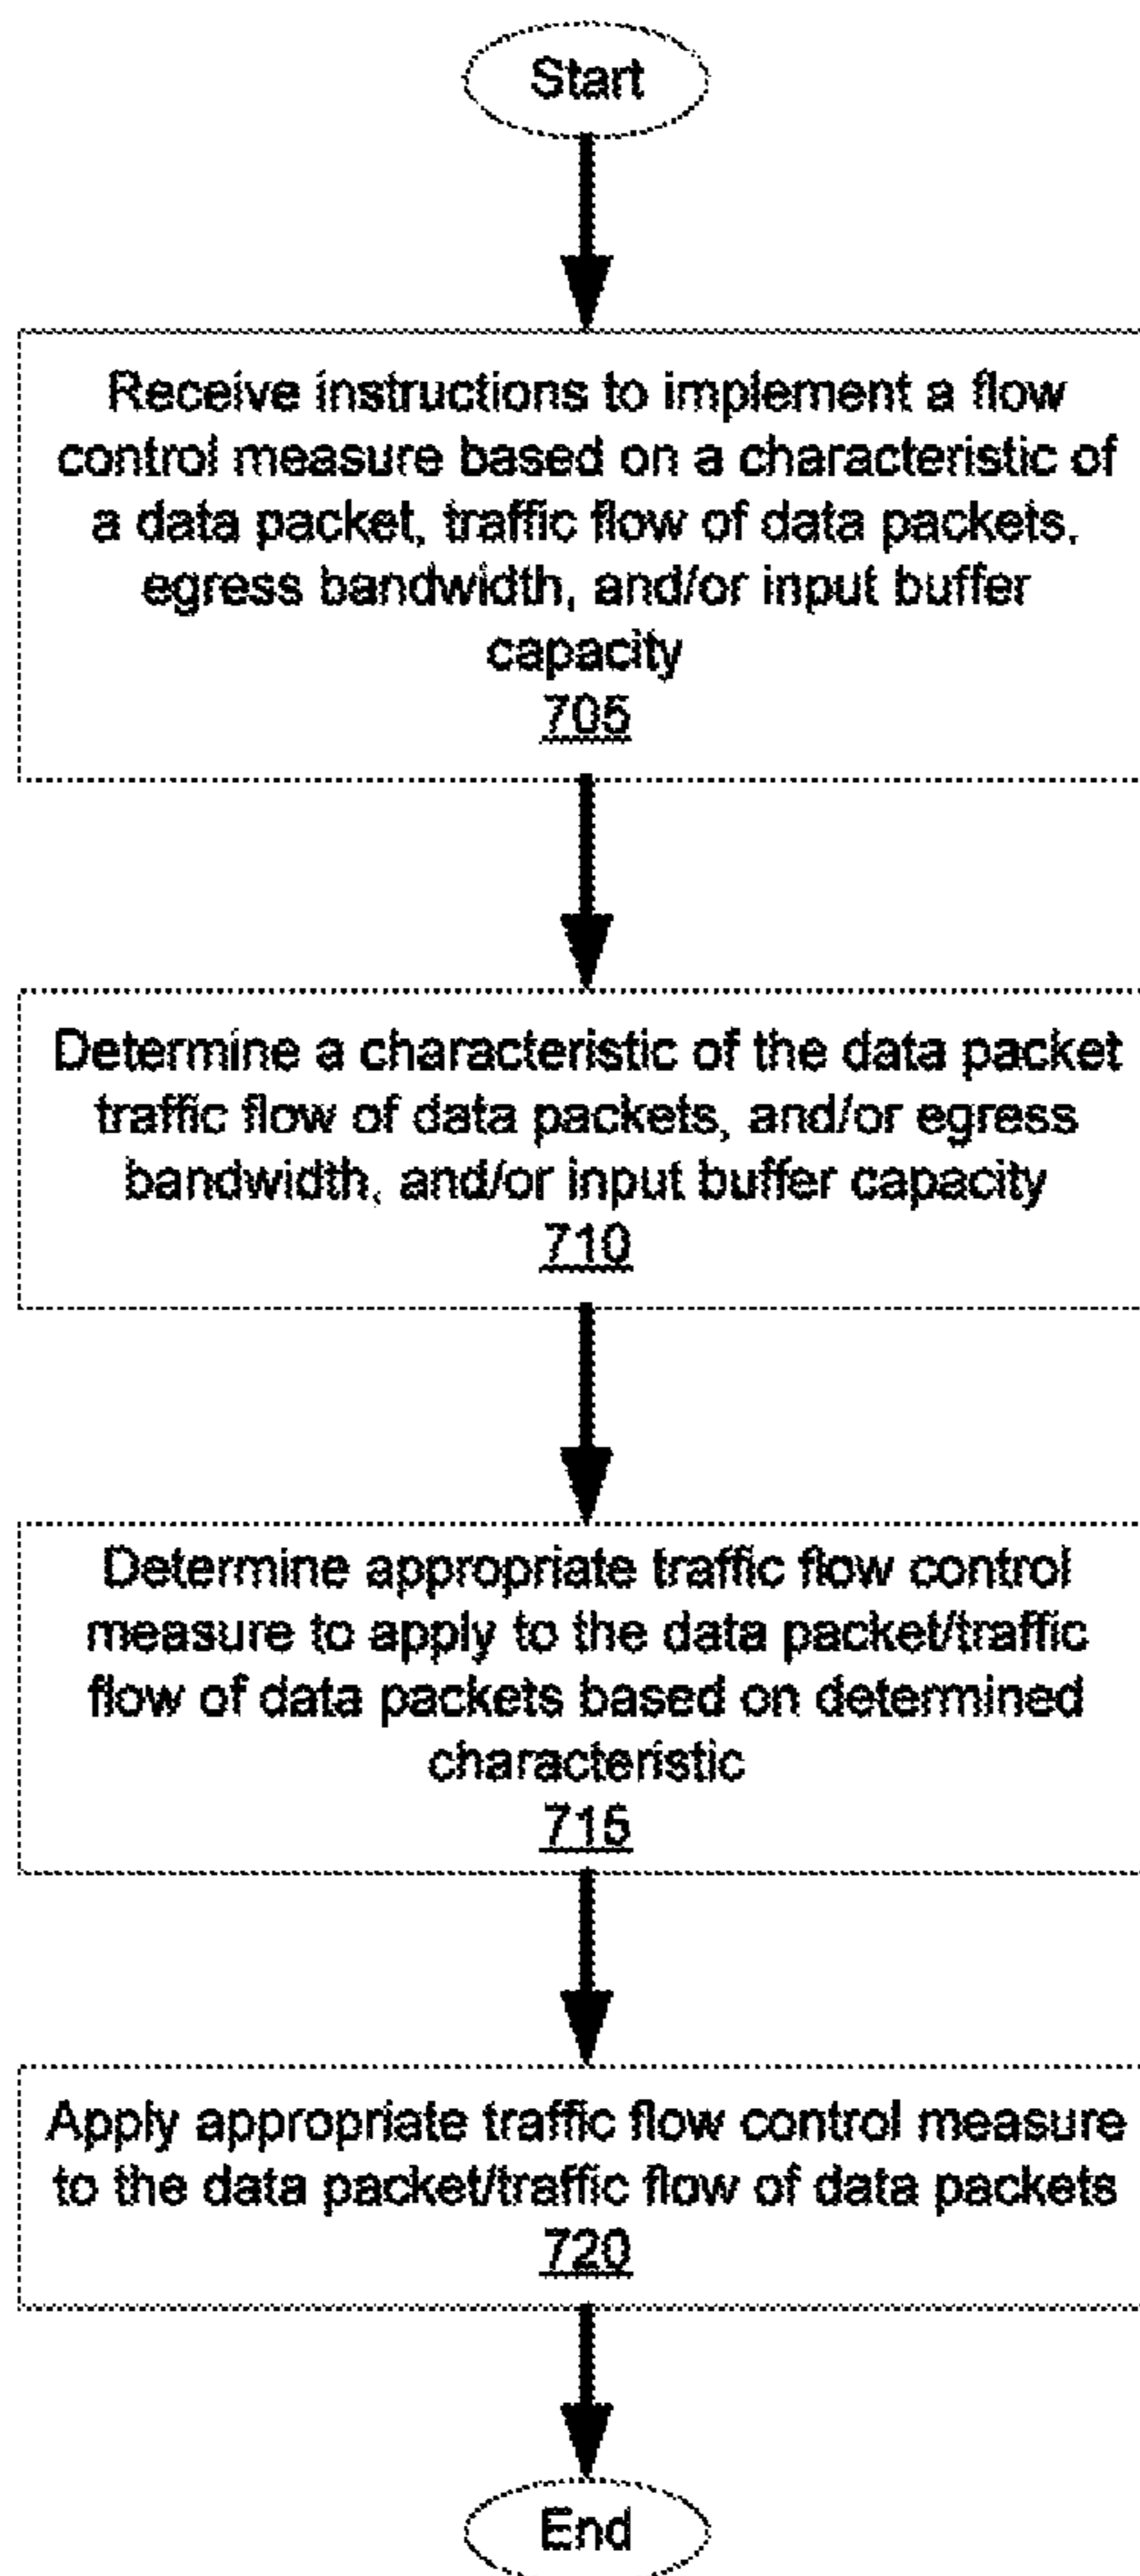 Start
Receive instructions to implement a flow
control measure based on a characteristic of
a data packet, traffic flow of data packets,
egress bandwidth, and/or input buffer
capacity
705
Determine a characteristic of the data packet
traffic flow of data packets, and/or egress
bandwidth, and/or input buffer capacity
710
Determine appropriate traffic flow control
measure to apply to the data packet/traffic
flow of data packets based on determined
characteristic
715
Apply appropriate traffic flow control measure
to the data packet/traffic flow of data packets
720
End